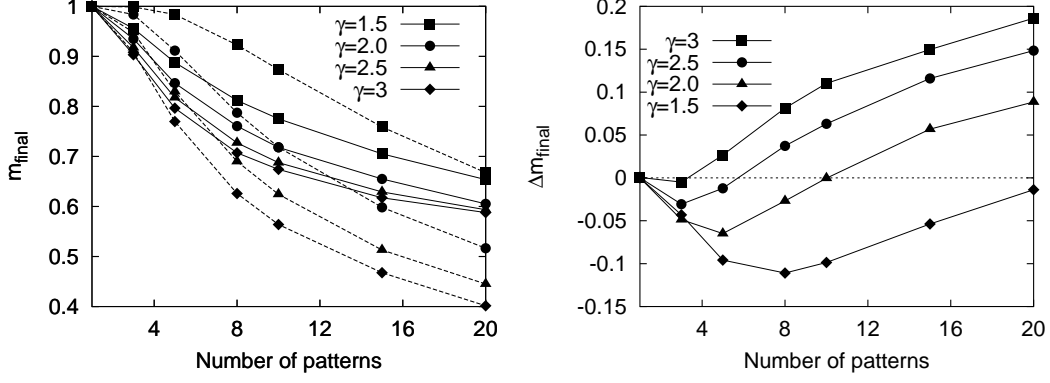 1
0.9
0.8
0.7
0.6
0.5
0.4
m_final
4 8 12 16 20
Number of patterns
γ=1.5
γ=2.0
γ=2.5
γ=3
0.2
0.15
0.1
0.05
0
-0.05
-0.1
-0.15
Δm_final
4 8 12 16 20
Number of patterns
γ=3
γ=2.5
γ=2.0
γ=1.5